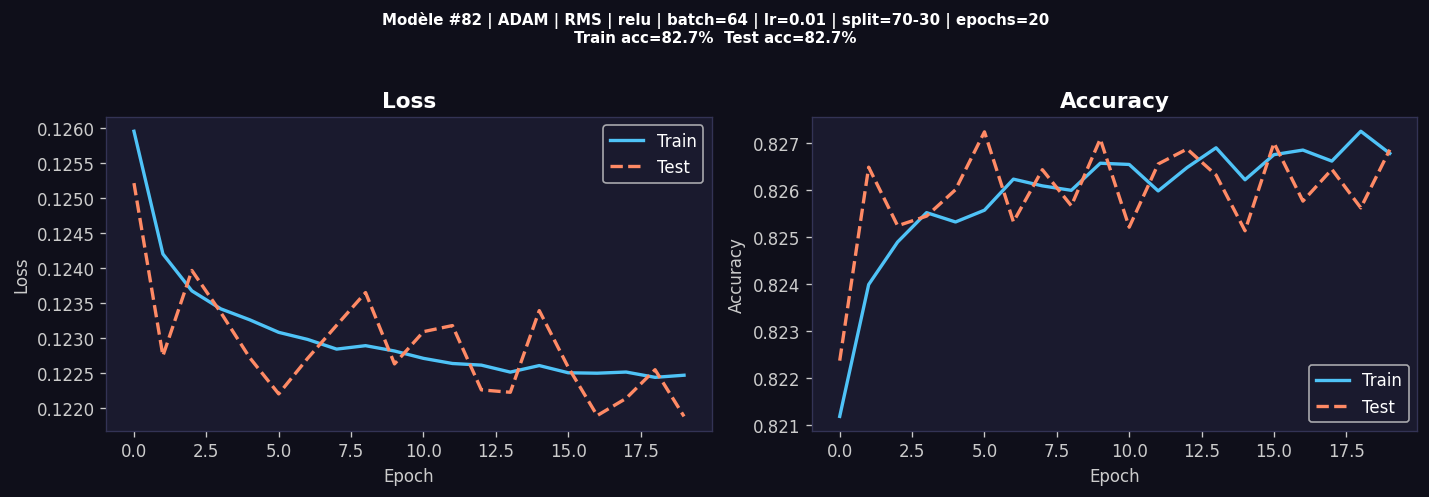 Modèle #82 | ADAM | RMS | relu | batch=64 | lr=0.01 | split=70-30 | epochs=20
Train acc=82.7%  Test acc=82.7%
Loss
0.1260
0.1255
0.1250
0.1245
0.1240
0.1235
0.1230
0.1225
0.1220
Loss
Train
Test
0.0 2.5 5.0 7.5 10.0 12.5 15.0 17.5
Epoch
Accuracy
0.827
0.826
0.825
0.824
0.823
0.822
0.821
Accuracy
Train
Test
0.0 2.5 5.0 7.5 10.0 12.5 15.0 17.5
Epoch